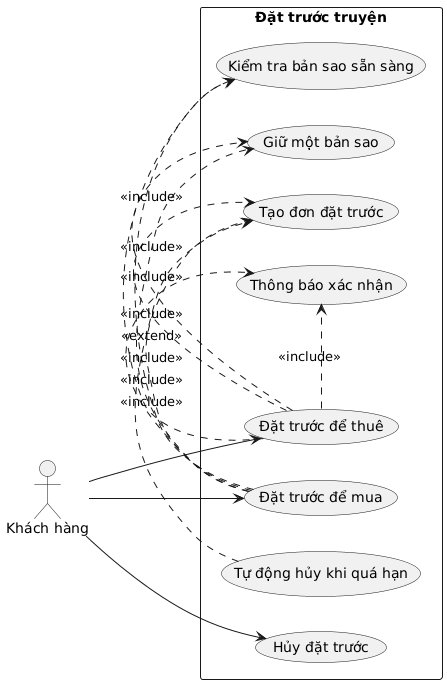 Đặt trước truyện
Kiểm tra bản sao sẵn sàng
Giữ một bản sao
«include»
Tạo đơn đặt trước
«include»
«include»
Thông báo xác nhận
«include»
«extend»
«include»
«include»
«include»
«include»
Đặt trước để thuê
Đặt trước để mua
Khách hàng
Tự động hủy khi quá hạn
Hủy đặt trước